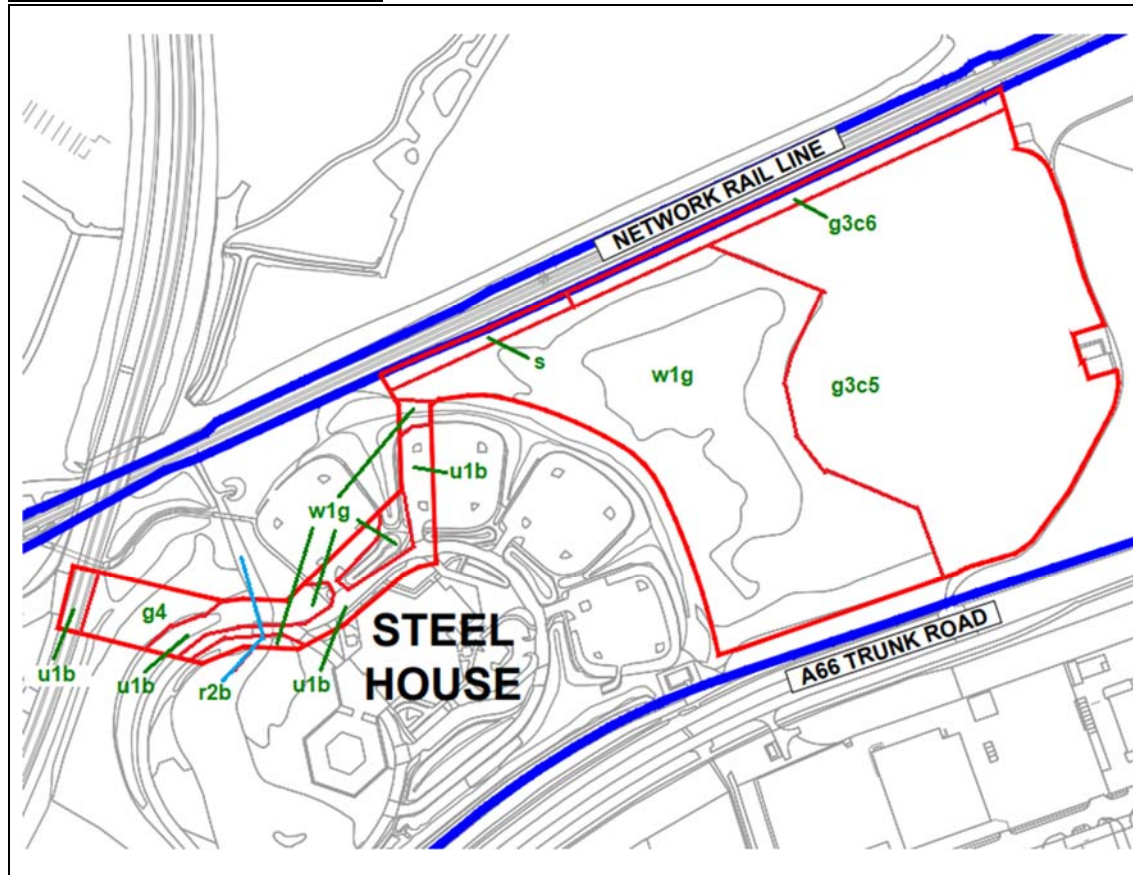 NETWORK RAIL LINE
g3c6
s
w1g
g3c5
u1b
w1g
g4
STEEL
HOUSE
A66 TRUNK ROAD
u1b
u1b
r2b
u1b